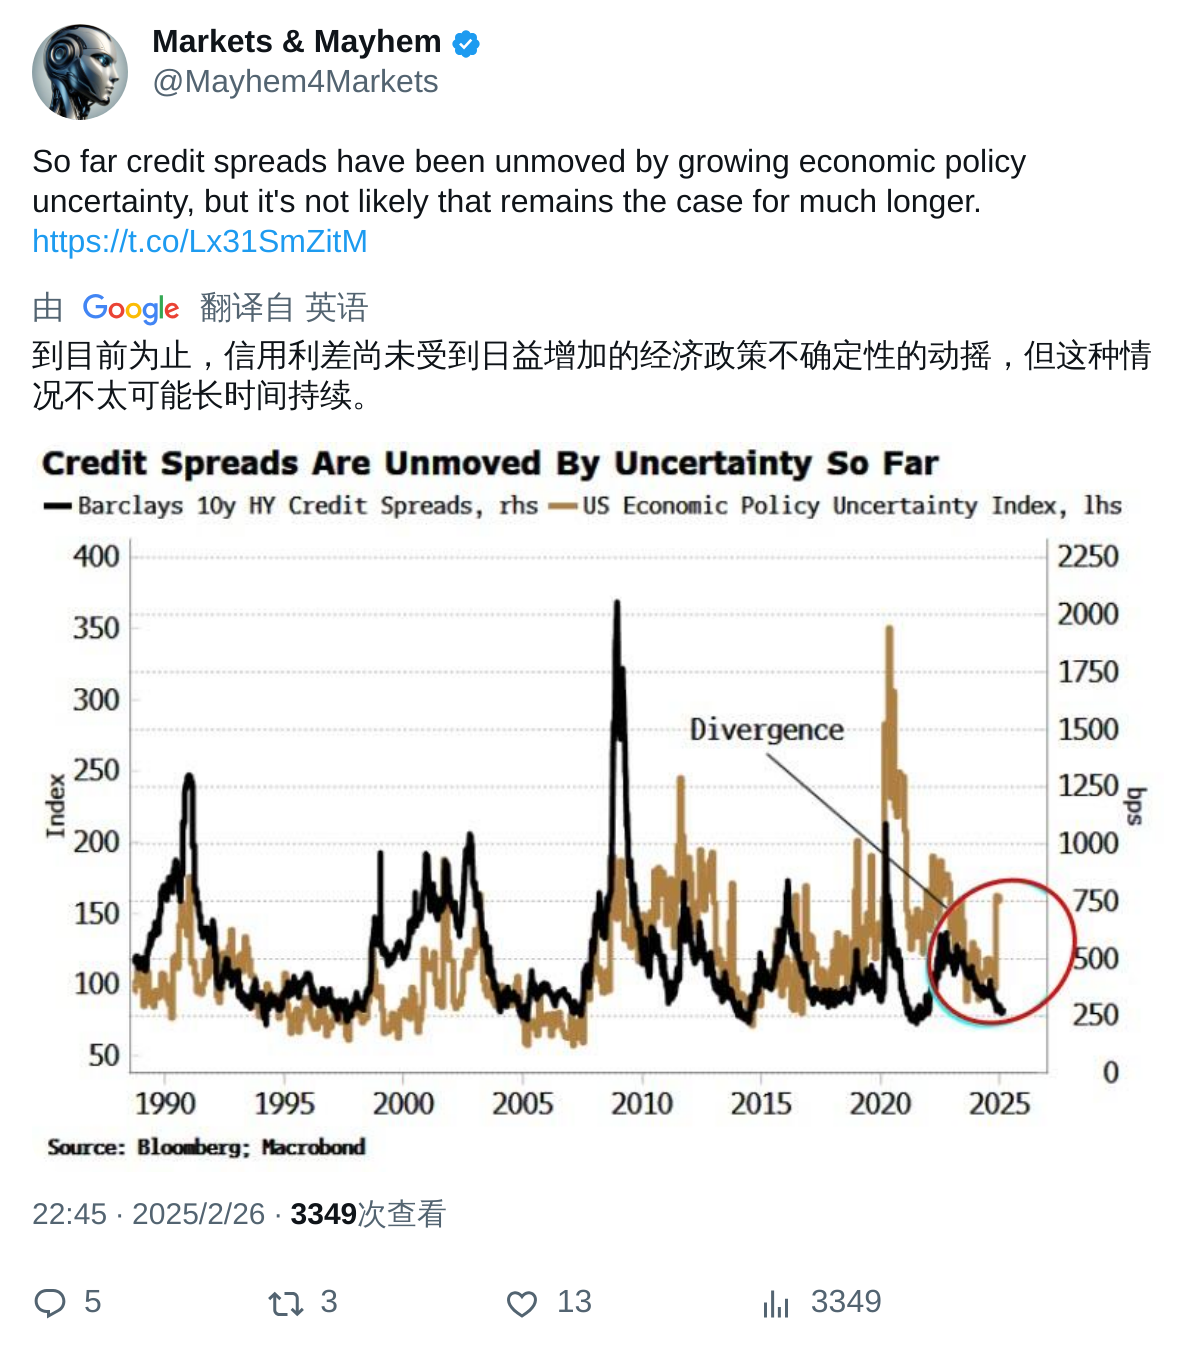 Markets & Mayhem
@Mayhem4Markets
So far credit spreads have been unmoved by growing economic policy
uncertainty, but it's not likely that remains the case for much longer.
https://t.co/Lx31SmZitM
由 Google 翻译自 英语
到目前为止，信用利差尚未受到日益增加的经济政策不确定性的动摇，但这种情
况不太可能长时间持续。
Credit Spreads Are Unmoved By Uncertainty So Far
Barclays 10y HY Credit Spreads, rhs US Economic Policy Uncertainty Index, lhs
400 2250
350 2000
300 1750
Divergence 1500
250 1250
Index bps
200 1000
150 750
100 500
250
50 0
1990 1995 2000 2005 2010 2015 2020 2025
Source: Bloomberg; Macrobond
22:45 · 2025/2/26 · 3349次查看
5 3 13 3349